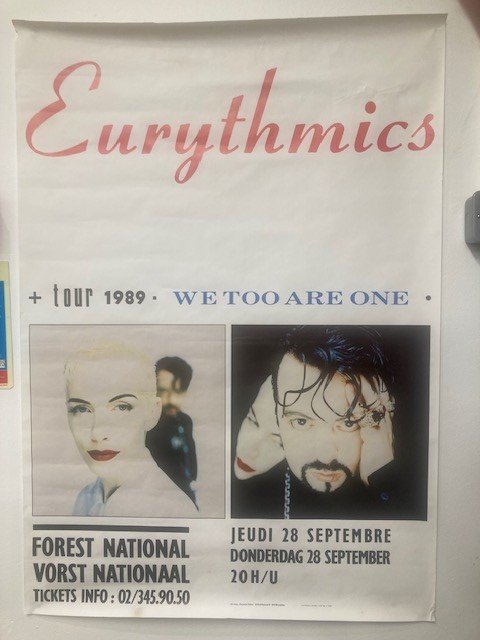 Eurythmics
+ tour 1989 · WE TOO ARE ONE ·
FOREST NATIONAL
VORST NATIONAAL
TICKETS INFO : 02/345.90.50
JEUDI 28 SEPTEMBRE
DONDERDAG 28 SEPTEMBER
20H/U